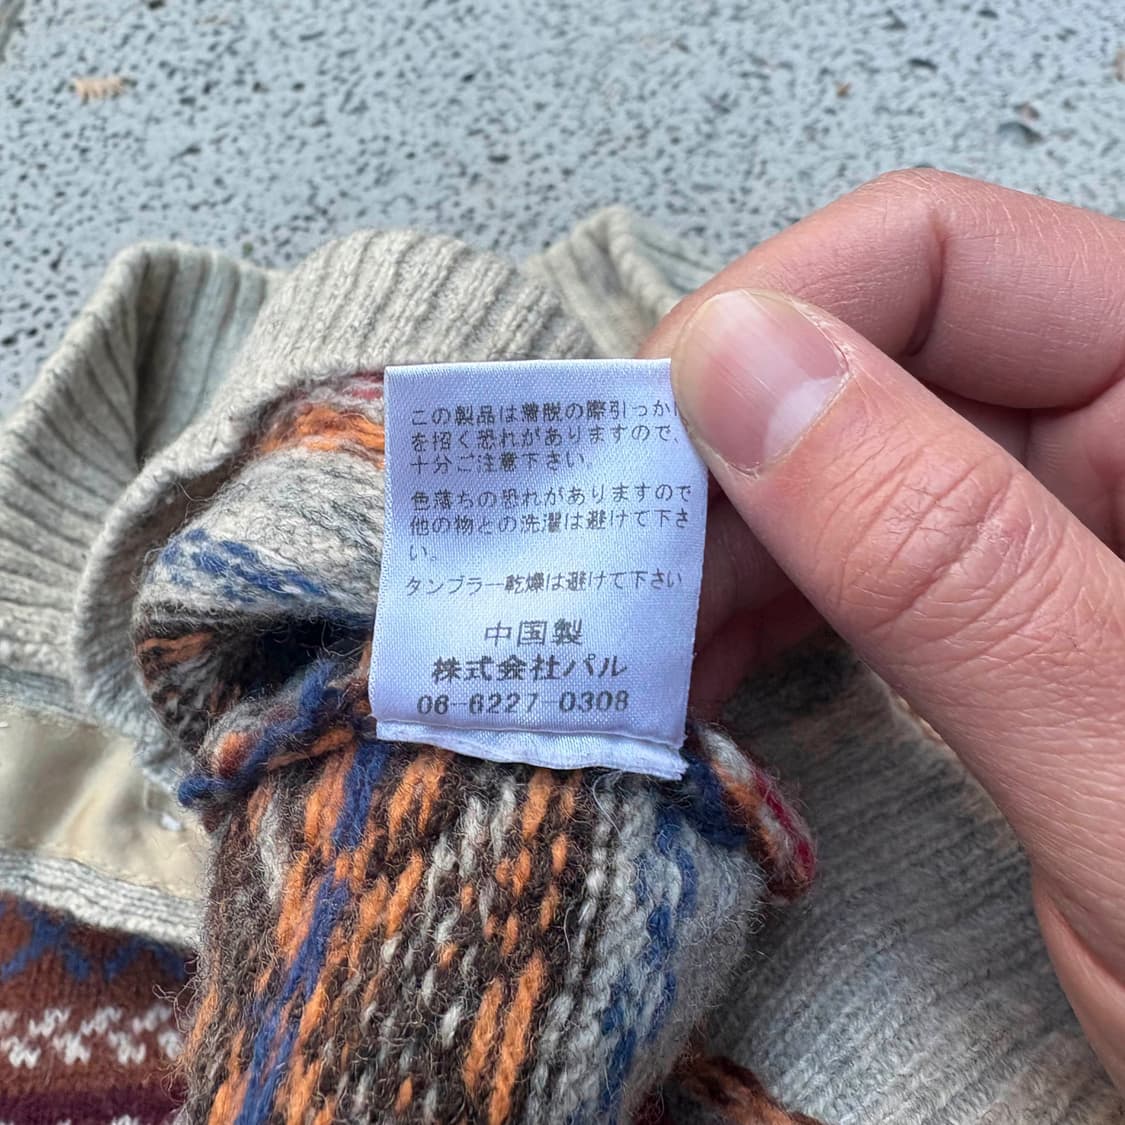 この製品は着脱の際引っか
を招く恐れがありますので、
十分ご注意下さい。
色落ちの恐れがありますので
他の物との洗濯は避けて下さ
い。
タンブラー乾燥は避けて下さい
中国製
株式会社パル
06-6227-0308